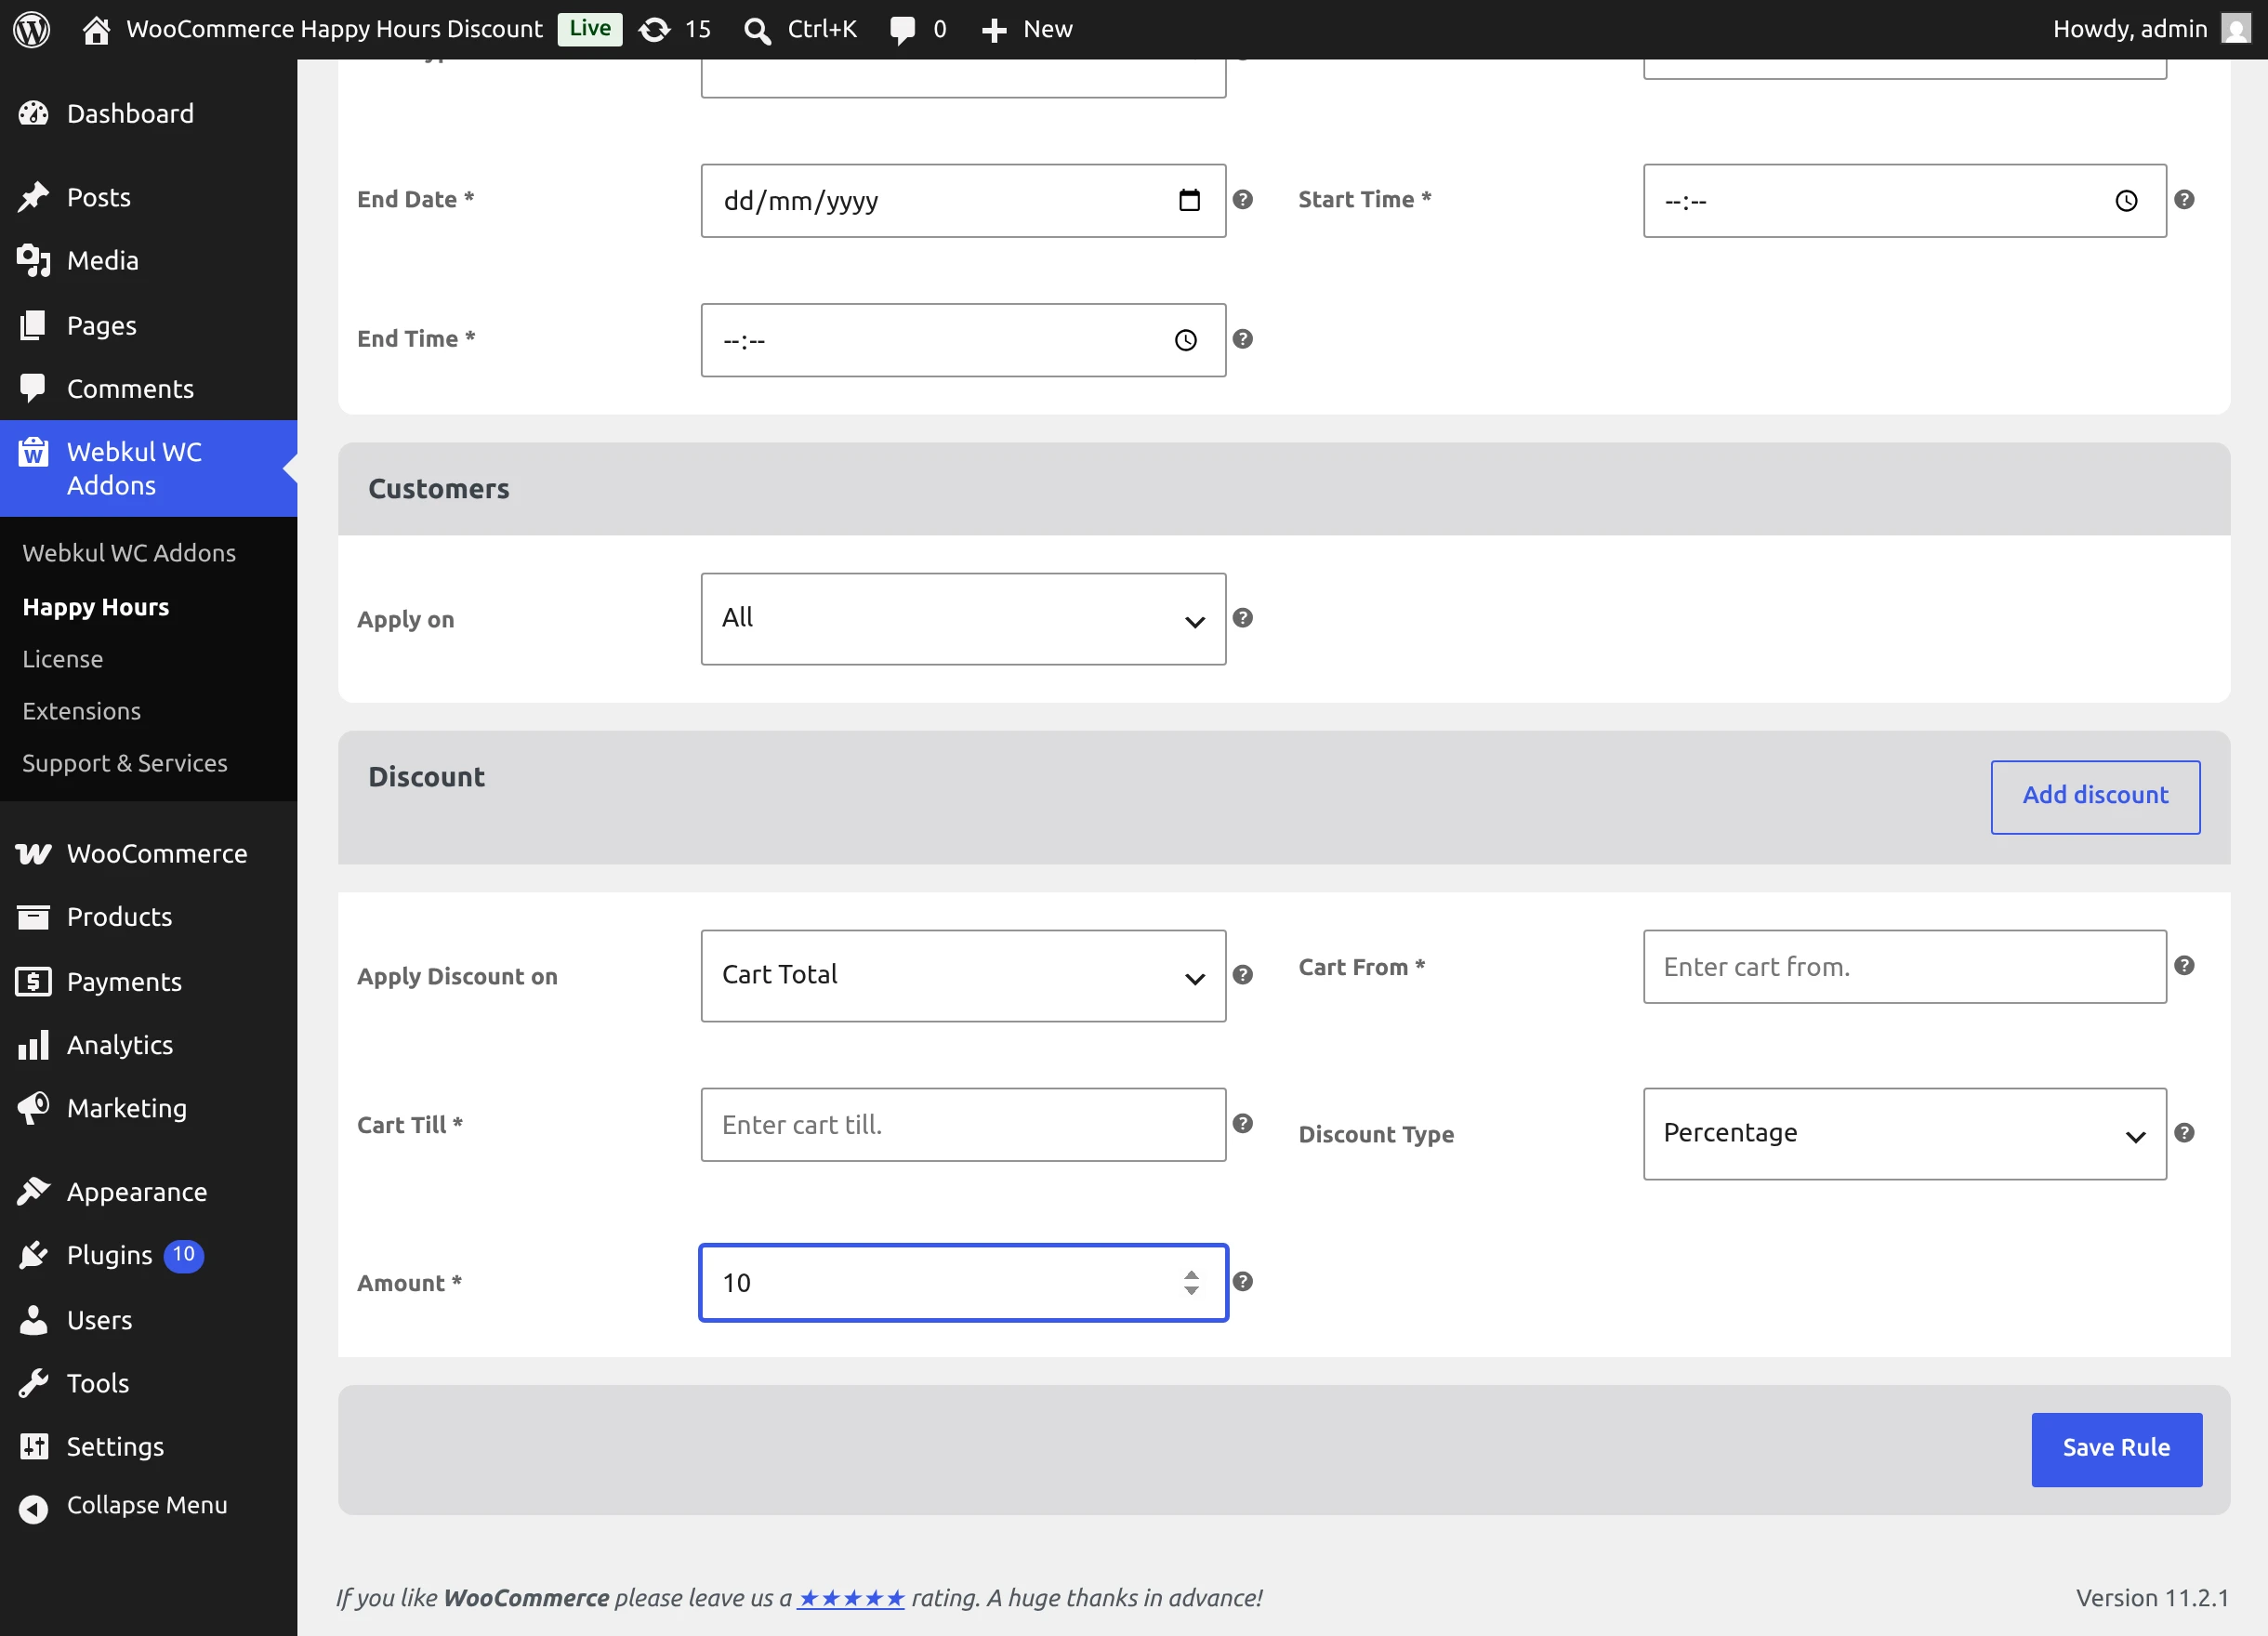 WooCommerce Happy Hours Discount Live 15 Ctrl+K 0 New Howdy, admin
Dashboard
Posts
Media
Pages
Comments
Webkul WC
Addons
Webkul WC Addons
Happy Hours
License
Extensions
Support & Services
WooCommerce
Products
Payments
Analytics
Marketing
Appearance
Plugins 10
Users
Tools
Settings
Collapse Menu
End Date * dd/mm/yyyy Start Time * --:--
End Time * --:--
Customers
Apply on All
Discount
Add discount
Apply Discount on Cart Total Cart From * Enter cart from.
Cart Till * Enter cart till. Discount Type Percentage
Amount * 10
Save Rule
If you like WooCommerce please leave us a ★★★★★ rating. A huge thanks in advance! Version 11.2.1